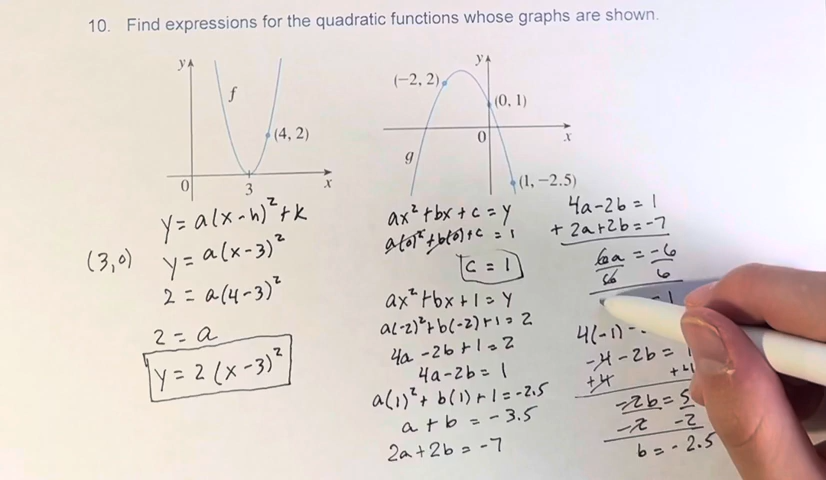 10. Find expressions for the quadratic functions whose graphs are shown.
y
f
(4, 2)
0
3
x
y
(−2, 2)
(0, 1)
0
x
g
(1, −2.5)
y = a(x-h)² + k
(3,0)
y = a(x-3)²
2 = a(4-3)²
2 = a
y = 2(x-3)²
ax² + bx + c = y
a(0)² + b(0) + c = 1
c = 1
ax² + bx + 1 = y
a(-2)² + b(-2) + 1 = 2
4a - 2b + 1 = 2
4a - 2b = 1
a(1)² + b(1) + 1 = -2.5
a + b = -3.5
2a + 2b = -7
4a - 2b = 1
+ 2a + 2b = -7
6a = -6
6
= 1
4(-1) -
-4 - 2b =
+4 +4
-2b = 5
-2 -2
b = -2.5